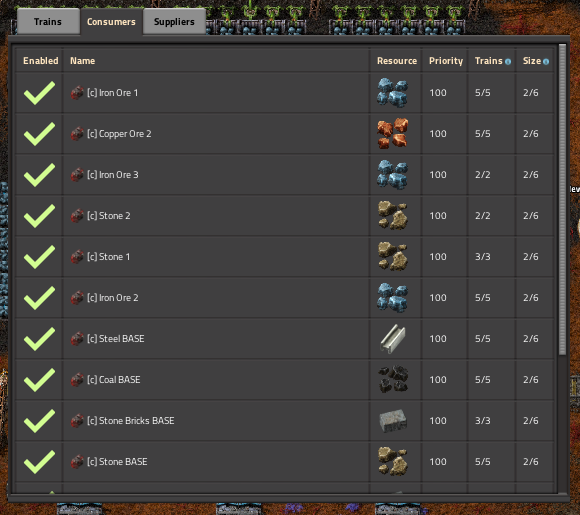 Trains Consumers Suppliers
Enabled Name Resource Priority Trains Size
[c] Iron Ore 1 100 5/5 2/6
[c] Copper Ore 2 100 5/5 2/6
[c] Iron Ore 3 100 2/2 2/6
[c] Stone 2 100 2/2 2/6
[c] Stone 1 100 3/3 2/6
[c] Iron Ore 2 100 5/5 2/6
[c] Steel BASE 100 5/5 2/6
[c] Coal BASE 100 5/5 2/6
[c] Stone Bricks BASE 100 3/3 2/6
[c] Stone BASE 100 5/5 2/6